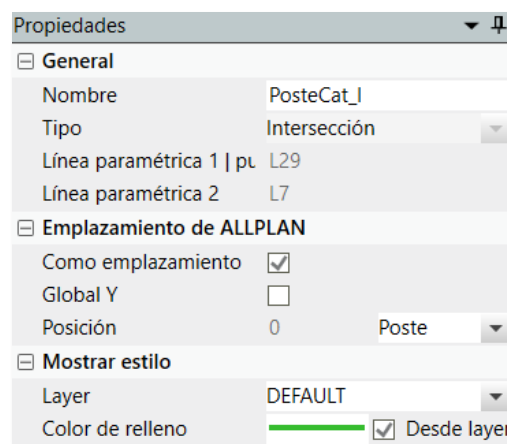 Propiedades
General
Nombre PosteCat_I
Tipo Intersección
Línea paramétrica 1 | pu L29
Línea paramétrica 2 L7
Emplazamiento de ALLPLAN
Como emplazamiento
Global Y
Posición 0 Poste
Mostrar estilo
Layer DEFAULT
Color de relleno Desde layer